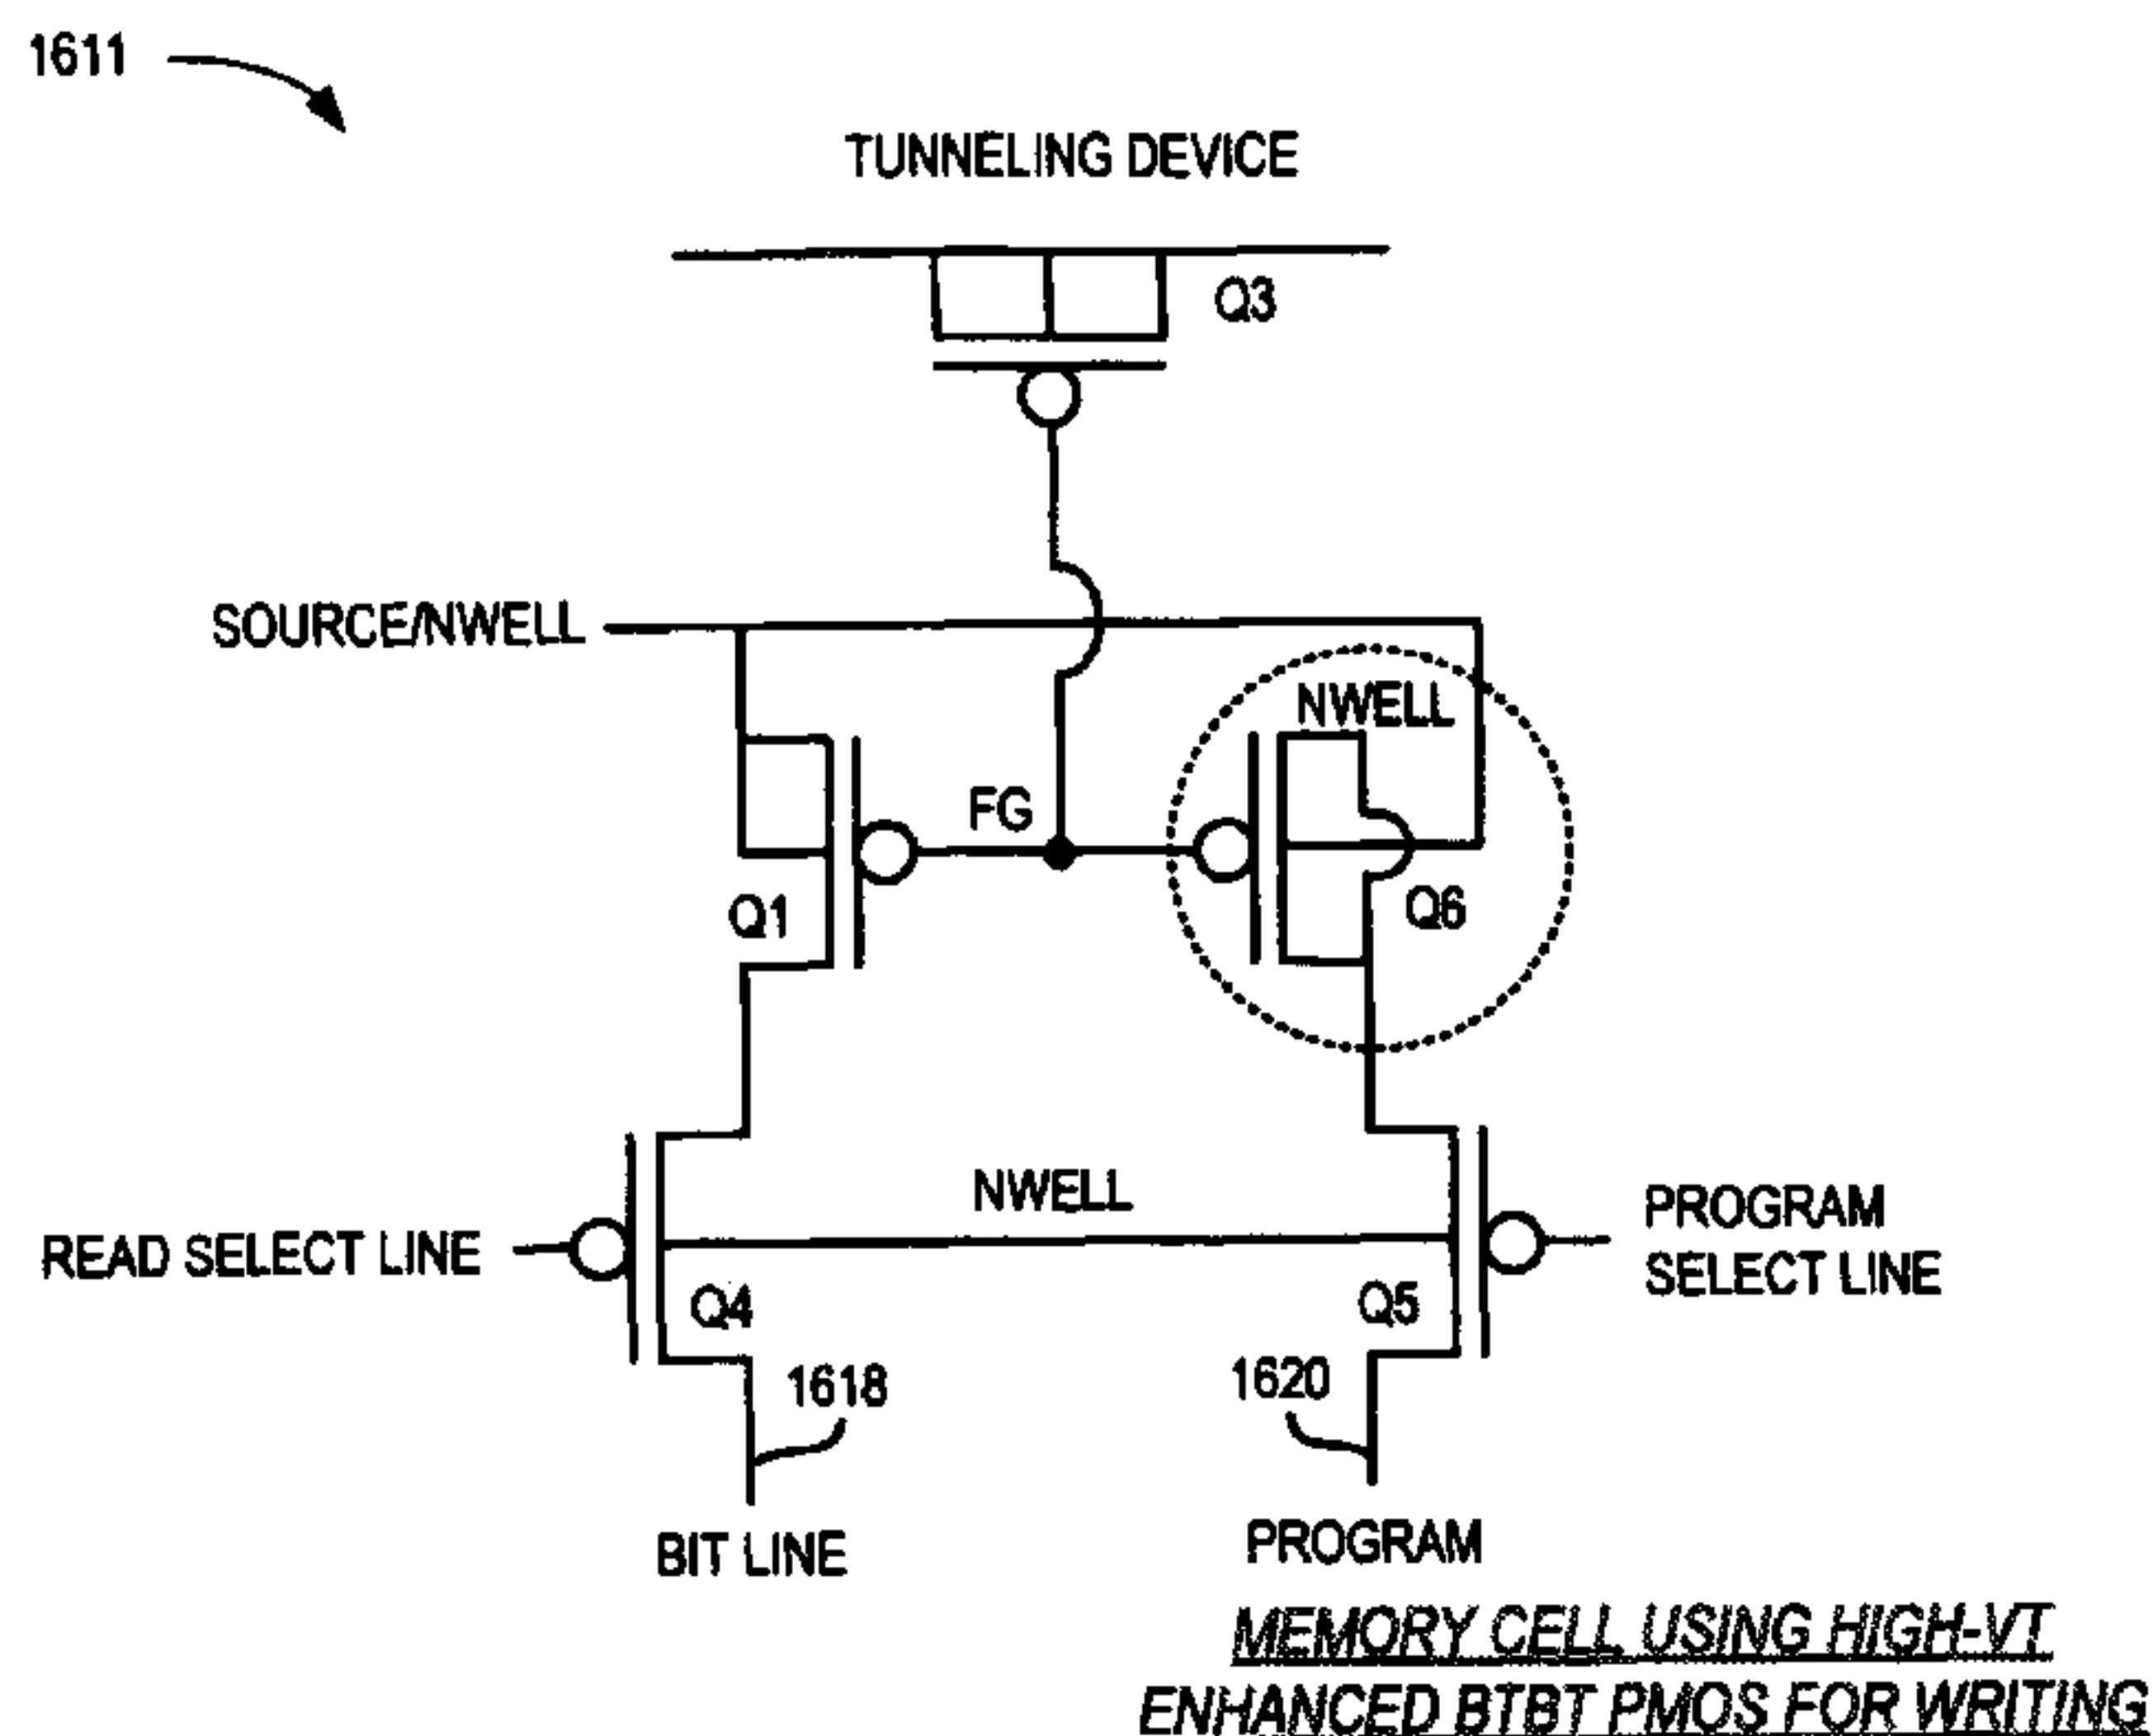 1611
TUNNELING DEVICE
Q3
SOURCE/NWELL
NWELL
FG
Q1
Q6
NWELL
READ SELECT LINE
PROGRAM
SELECT LINE
Q4
Q5
1618
1620
BIT LINE
PROGRAM
MEMORY CELL USING HIGH-VT
ENHANCED BTBT PMOS FOR WRITING